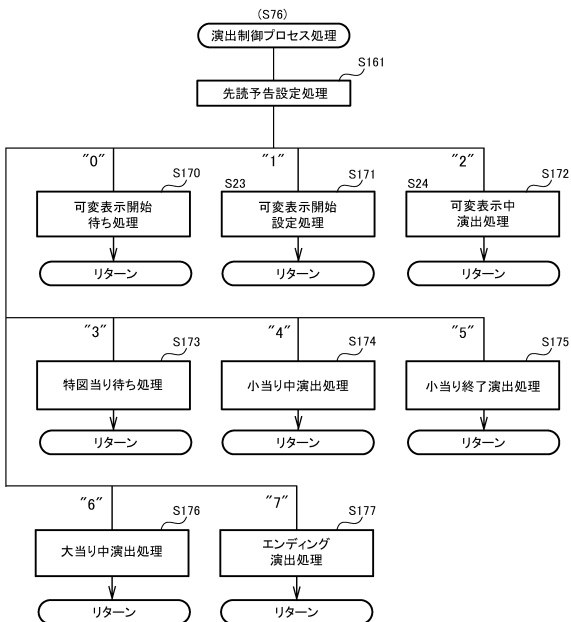 (S76)
演出制御プロセス処理
S161
先読予告設定処理
"0"
"1"
"2"
S170
S23
S171
S24
S172
可変表示開始
待ち処理
可変表示開始
設定処理
可変表示中
演出処理
リターン
リターン
リターン
"3"
"4"
"5"
S173
S174
S175
特図当り待ち処理
小当り中演出処理
小当り終了演出処理
リターン
リターン
リターン
"6"
"7"
S176
S177
大当り中演出処理
エンディング
演出処理
リターン
リターン